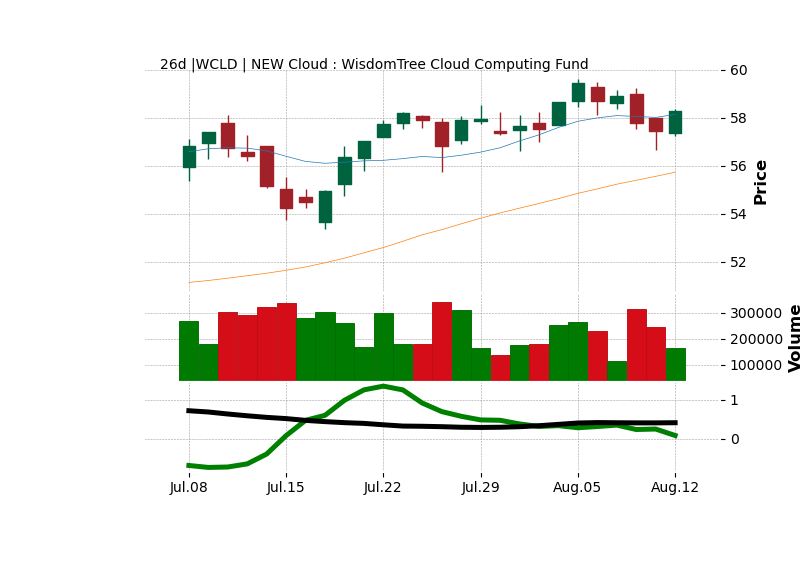 26d |WCLD | NEW Cloud : WisdomTree Cloud Computing Fund
60
58
56
54
52
Price
300000
200000
100000
Volume
1
0
Jul.08 Jul.15 Jul.22 Jul.29 Aug.05 Aug.12